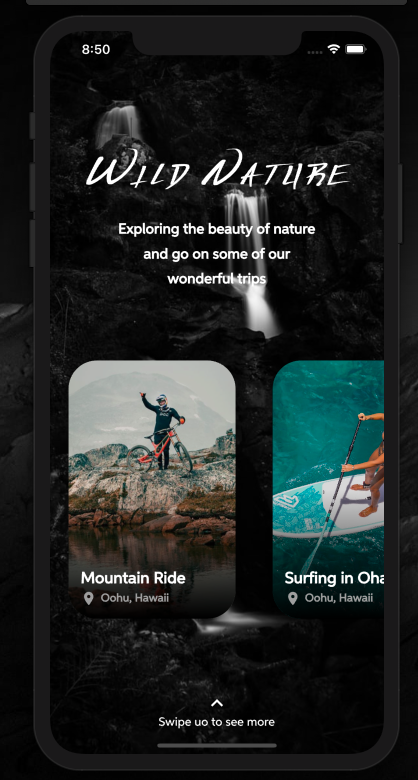 8:50
Wild Nature
Exploring the beauty of nature
and go on some of our
wonderful trips
Mountain Ride
Oohu, Hawaii
Surfing in Oha
Oohu, Hawaii
Swipe uo to see more